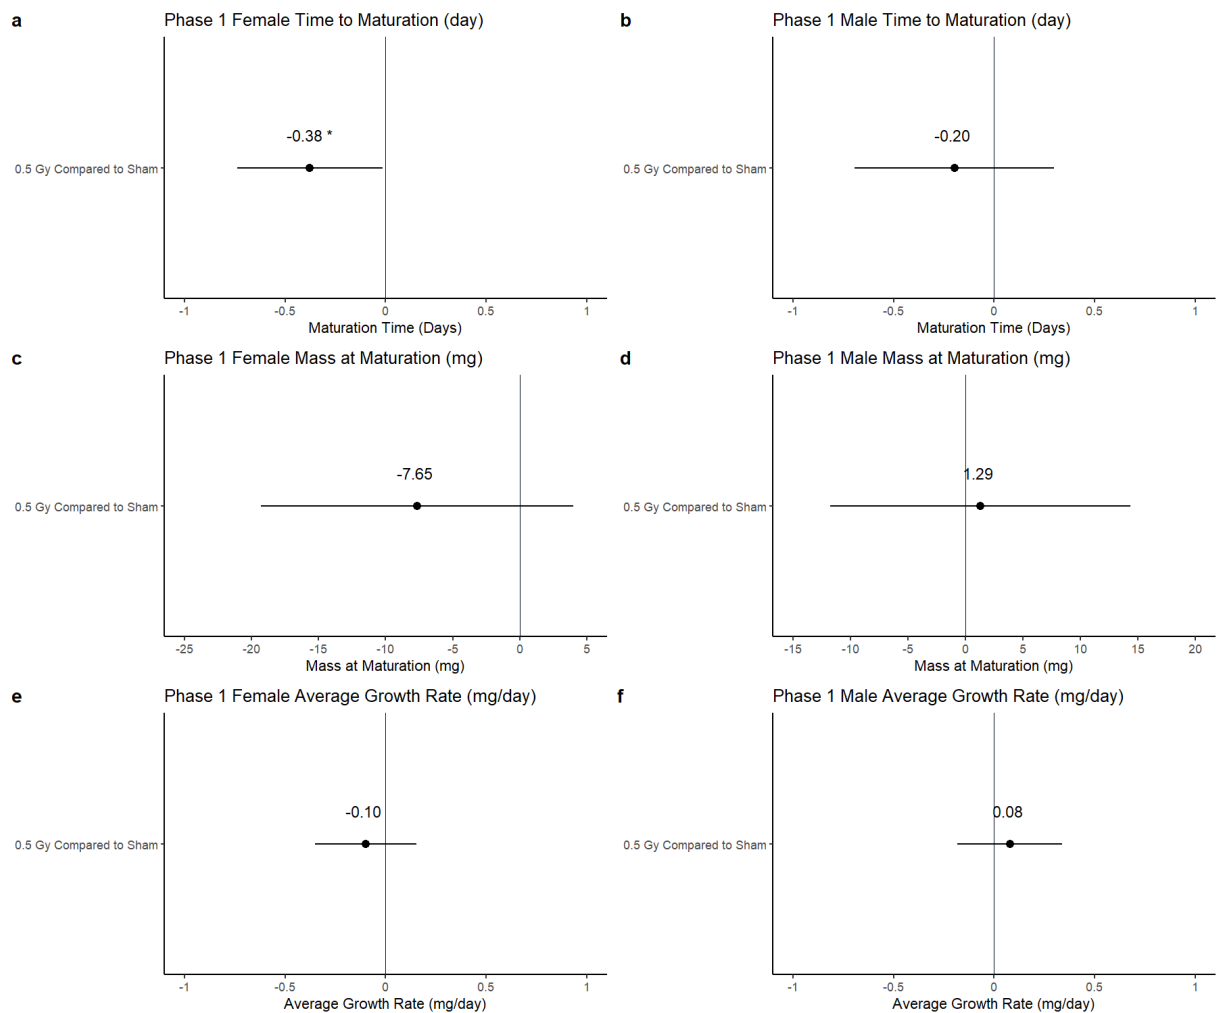 a Phase 1 Female Time to Maturation (day)
-0.38 *
0.5 Gy Compared to Sham
-1 -0.5 0 0.5 1
Maturation Time (Days)
b Phase 1 Male Time to Maturation (day)
-0.20
0.5 Gy Compared to Sham
-1 -0.5 0 0.5 1
Maturation Time (Days)
c Phase 1 Female Mass at Maturation (mg)
-7.65
0.5 Gy Compared to Sham
-25 -20 -15 -10 -5 0 5
Mass at Maturation (mg)
d Phase 1 Male Mass at Maturation (mg)
1.29
0.5 Gy Compared to Sham
-15 -10 -5 0 5 10 15 20
Mass at Maturation (mg)
e Phase 1 Female Average Growth Rate (mg/day)
-0.10
0.5 Gy Compared to Sham
-1 -0.5 0 0.5 1
Average Growth Rate (mg/day)
f Phase 1 Male Average Growth Rate (mg/day)
0.08
0.5 Gy Compared to Sham
-1 -0.5 0 0.5 1
Average Growth Rate (mg/day)